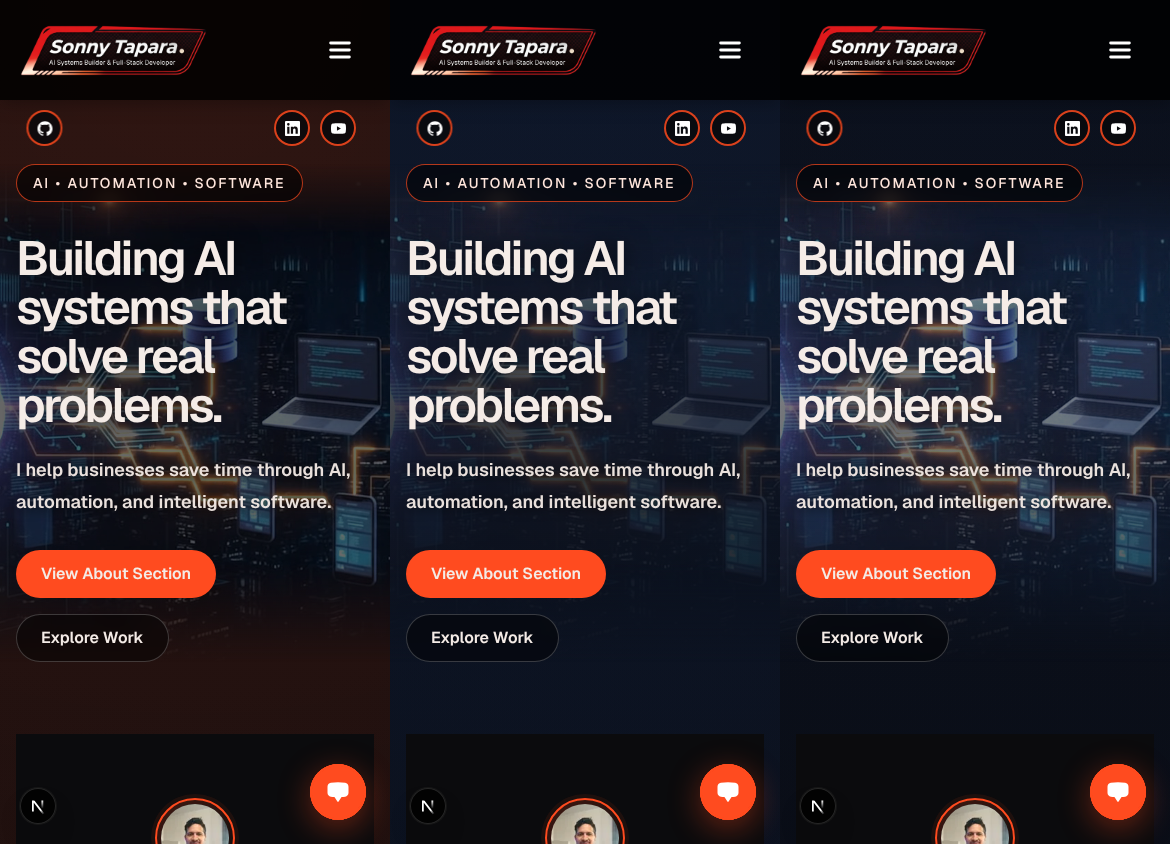 Sonny Tapara.
AI Systems Builder & Full-Stack Developer
AI • AUTOMATION • SOFTWARE
Building AI
systems that
solve real
problems.
I help businesses save time through AI,
automation, and intelligent software.
View About Section
Explore Work
N
Sonny Tapara.
AI Systems Builder & Full-Stack Developer
AI • AUTOMATION • SOFTWARE
Building AI
systems that
solve real
problems.
I help businesses save time through AI,
automation, and intelligent software.
View About Section
Explore Work
N
Sonny Tapara.
AI Systems Builder & Full-Stack Developer
AI • AUTOMATION • SOFTWARE
Building AI
systems that
solve real
problems.
I help businesses save time through AI,
automation, and intelligent software.
View About Section
Explore Work
N